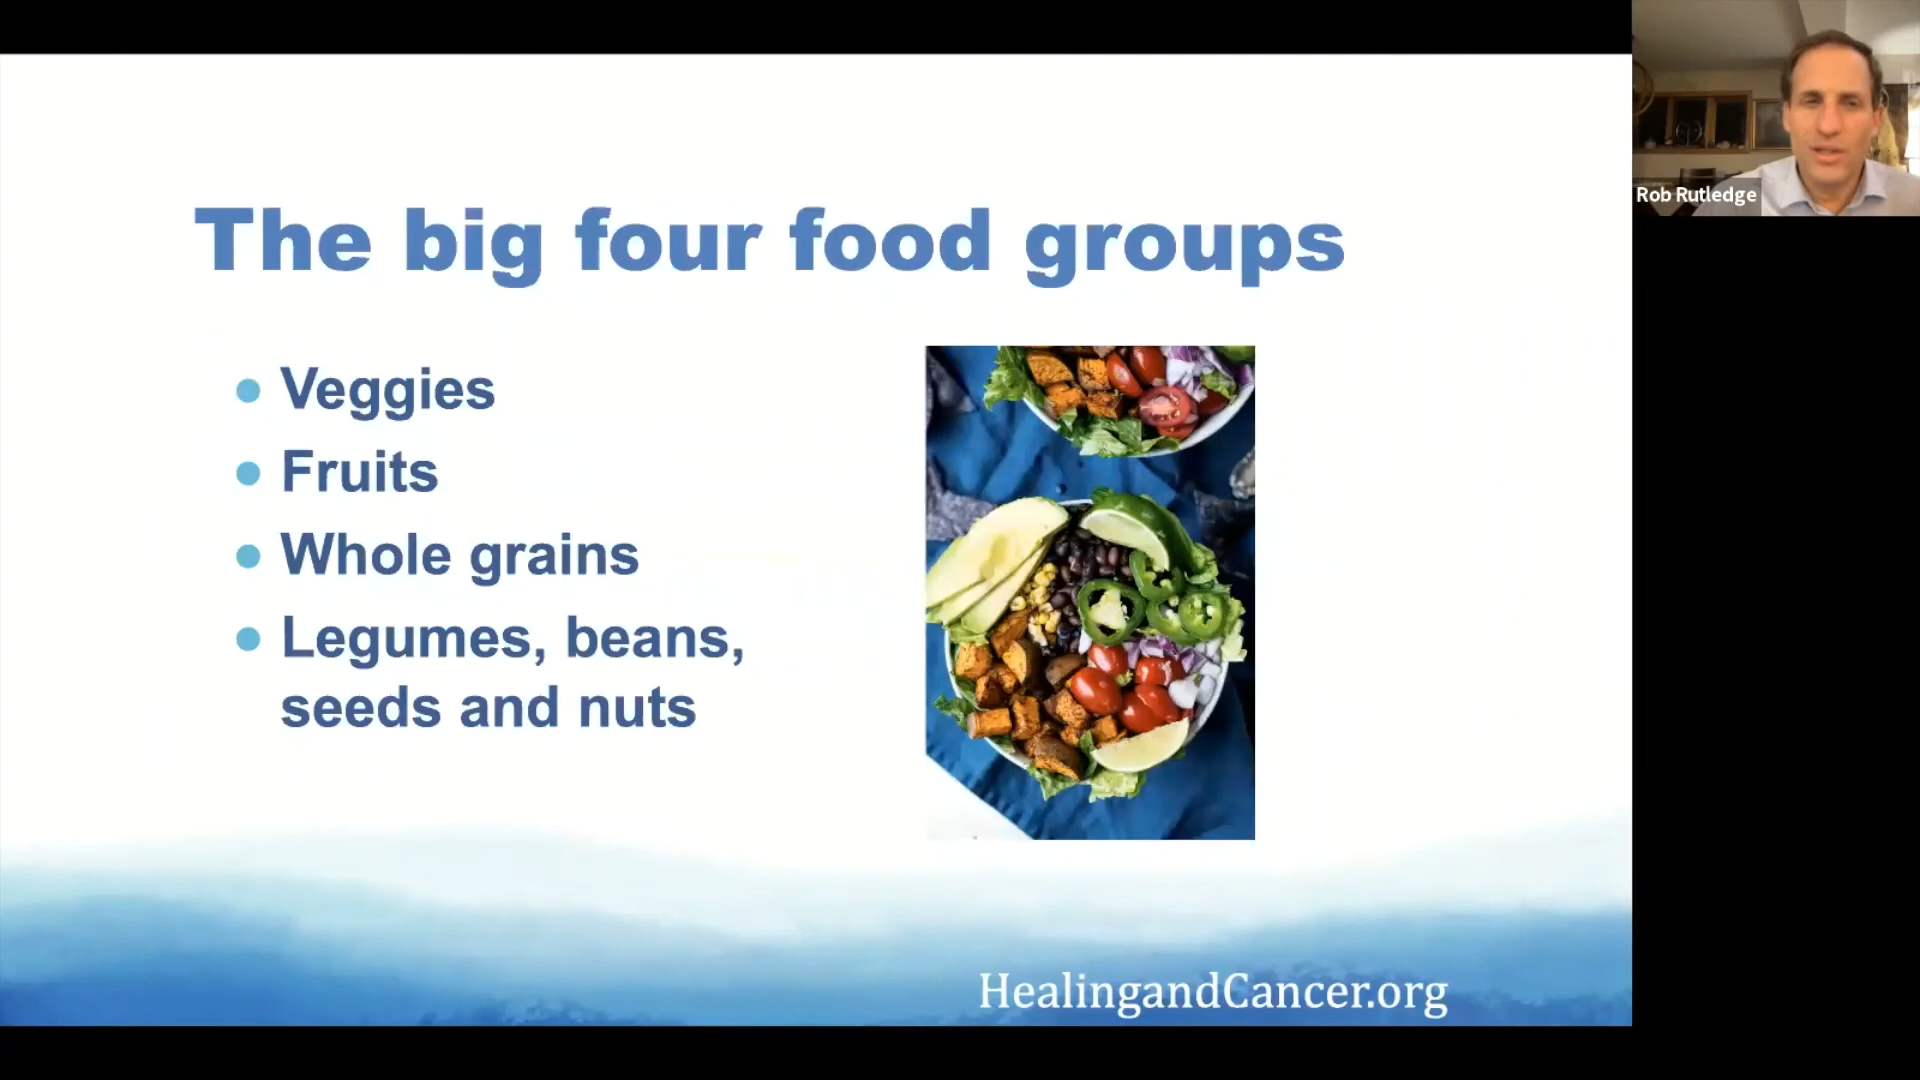 The big four food groups
Veggies
Fruits
Whole grains
Legumes, beans,
seeds and nuts
HealingandCancer.org
Rob Rutledge